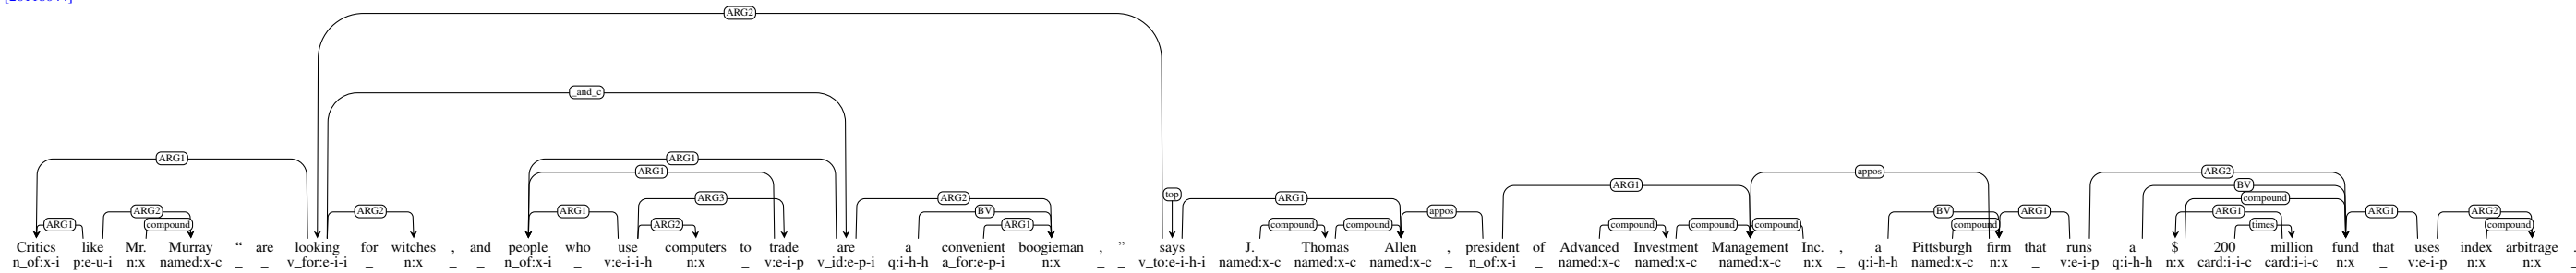 ARG2
_and_c
ARG1 ARG1
ARG1 appos ARG2
ARG1 BV
top
ARG3 ARG2 ARG1 compound
ARG2 ARG2 ARG1 BV appos BV ARG1 ARG1 ARG1 ARG2
ARG1 compound ARG2 ARG1 compound compound compound compound compound compound times compound
Critics like Mr. Murray “ are looking for witches , and people who use computers to trade are a convenient boogieman , ” says J. Thomas Allen , president of Advanced Investment Management Inc. , a Pittsburgh firm that runs a $ 200 million fund that uses index arbitrage .
n_of:x-i p:e-u-i n:x named:x-c _ _ v_for:e-i-i _ n:x _ _ n_of:x-i _ v:e-i-i-h n:x _ v:e-i-p v_id:e-p-i q:i-h-h a_for:e-p-i n:x _ _ v_to:e-i-h-i named:x-c named:x-c named:x-c _ n_of:x-i _ named:x-c named:x-c named:x-c n:x _ q:i-h-h named:x-c n:x _ v:e-i-p q:i-h-h n:x card:i-i-c card:i-i-c n:x _ v:e-i-p n:x n:x